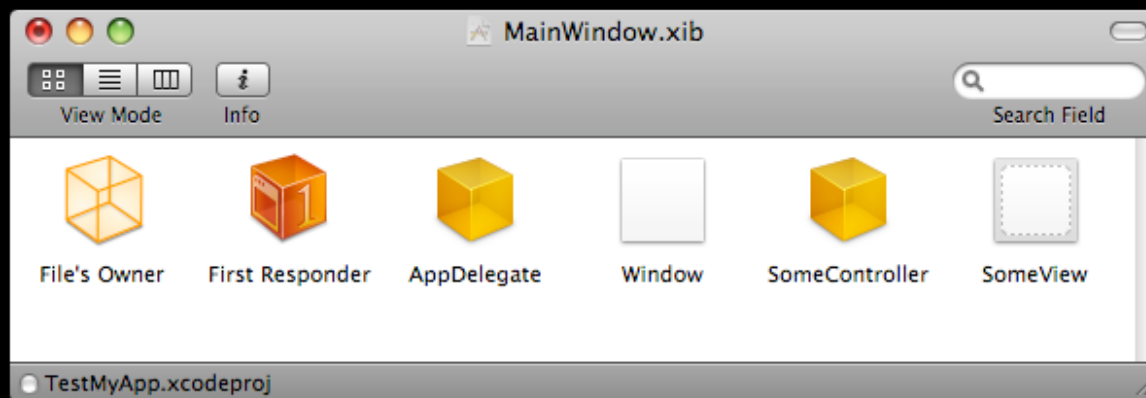 MainWindow.xib
View Mode Info Search Field
File's Owner First Responder AppDelegate Window SomeController SomeView
TestMyApp.xcodeproj